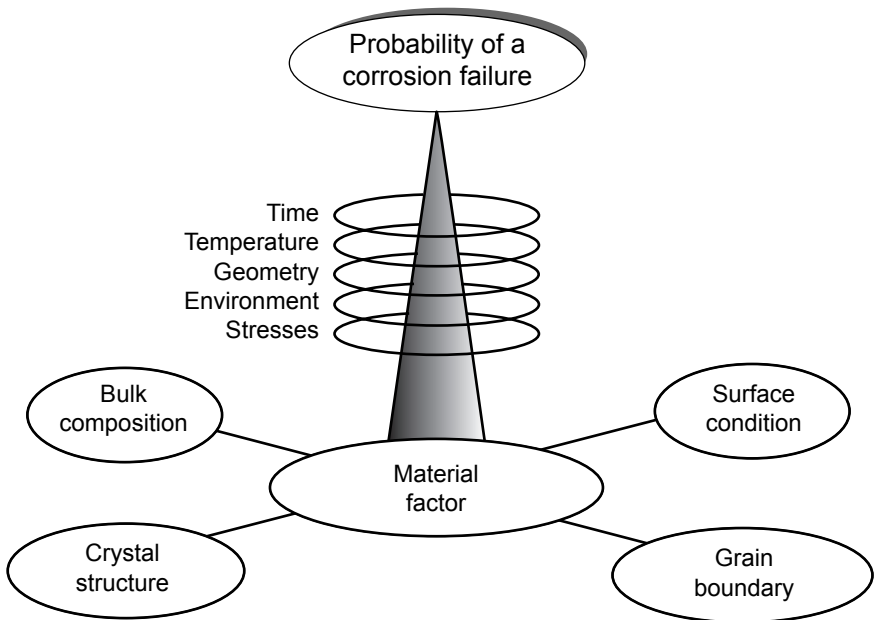 Probability of a
corrosion failure
Time
Temperature
Geometry
Environment
Stresses
Bulk
composition
Surface
condition
Material
factor
Crystal
structure
Grain
boundary